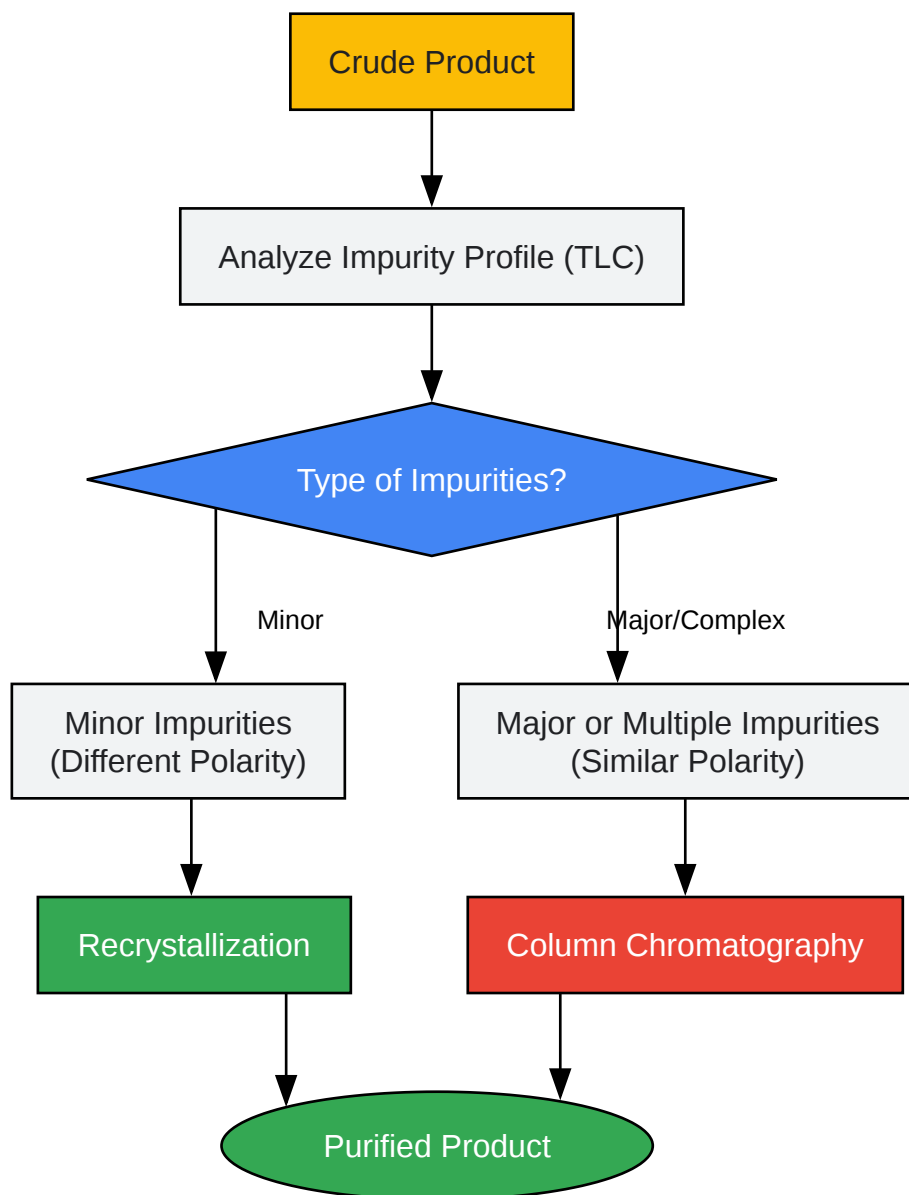 Crude Product
Analyze Impurity Profile (TLC)
Type of Impurities?
Minor
Major/Complex
Minor Impurities
(Different Polarity)
Major or Multiple Impurities
(Similar Polarity)
Recrystallization
Column Chromatography
Purified Product